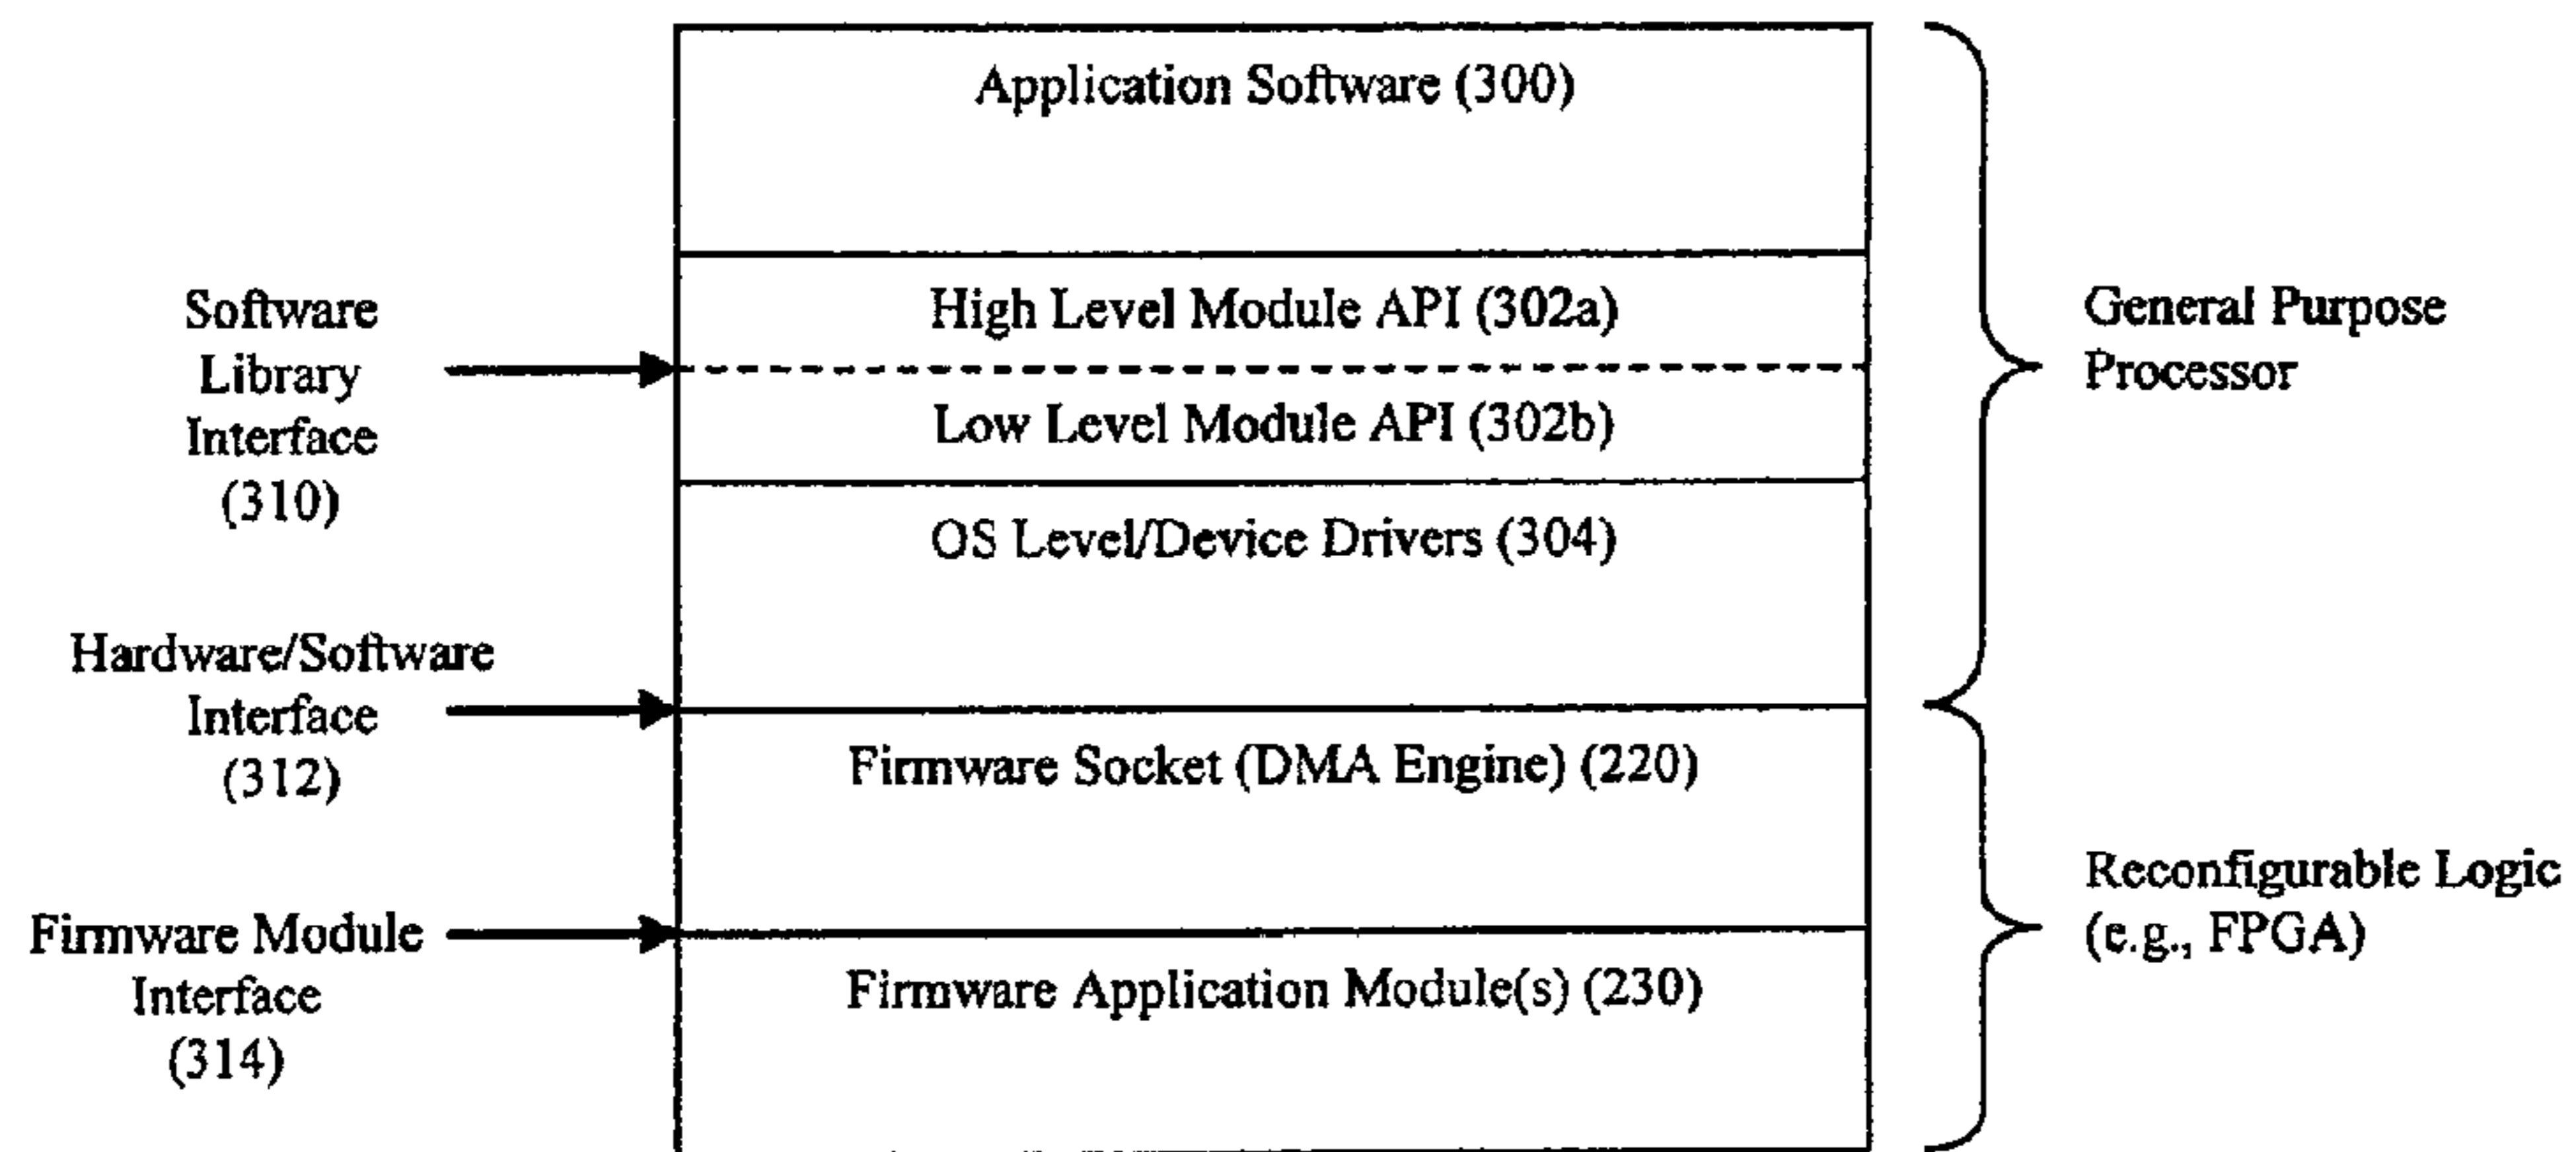 Application Software (300)
Software
Library
Interface
(310)
High Level Module API (302a)
Low Level Module API (302b)
General Purpose
Processor
OS Level/Device Drivers (304)
Hardware/Software
Interface
(312)
Firmware Socket (DMA Engine) (220)
Reconfigurable Logic
(e.g., FPGA)
Firmware Module
Interface
(314)
Firmware Application Module(s) (230)